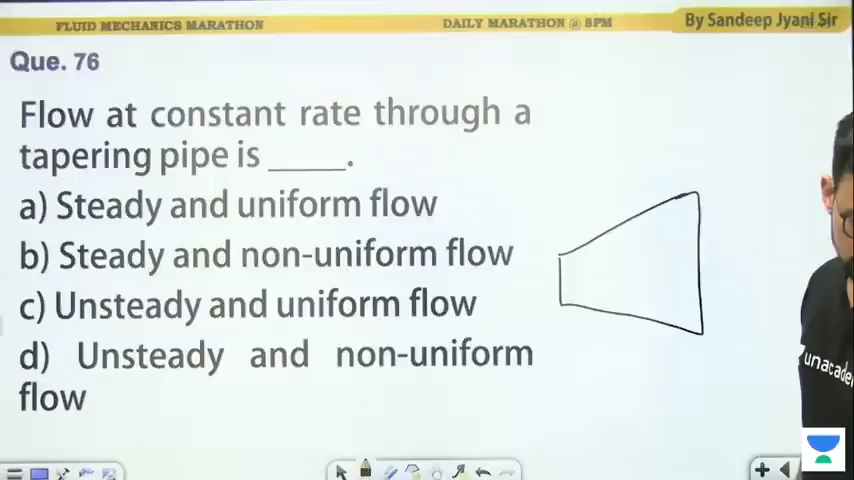 FLUID MECHANICS MARATHON
DAILY MARATHON @ 8PM
By Sandeep Jyani Sir
Que. 76
Flow at constant rate through a
tapering pipe is _____.
a) Steady and uniform flow
b) Steady and non-uniform flow
c) Unsteady and uniform flow
d) Unsteady and non-uniform
flow
unacade